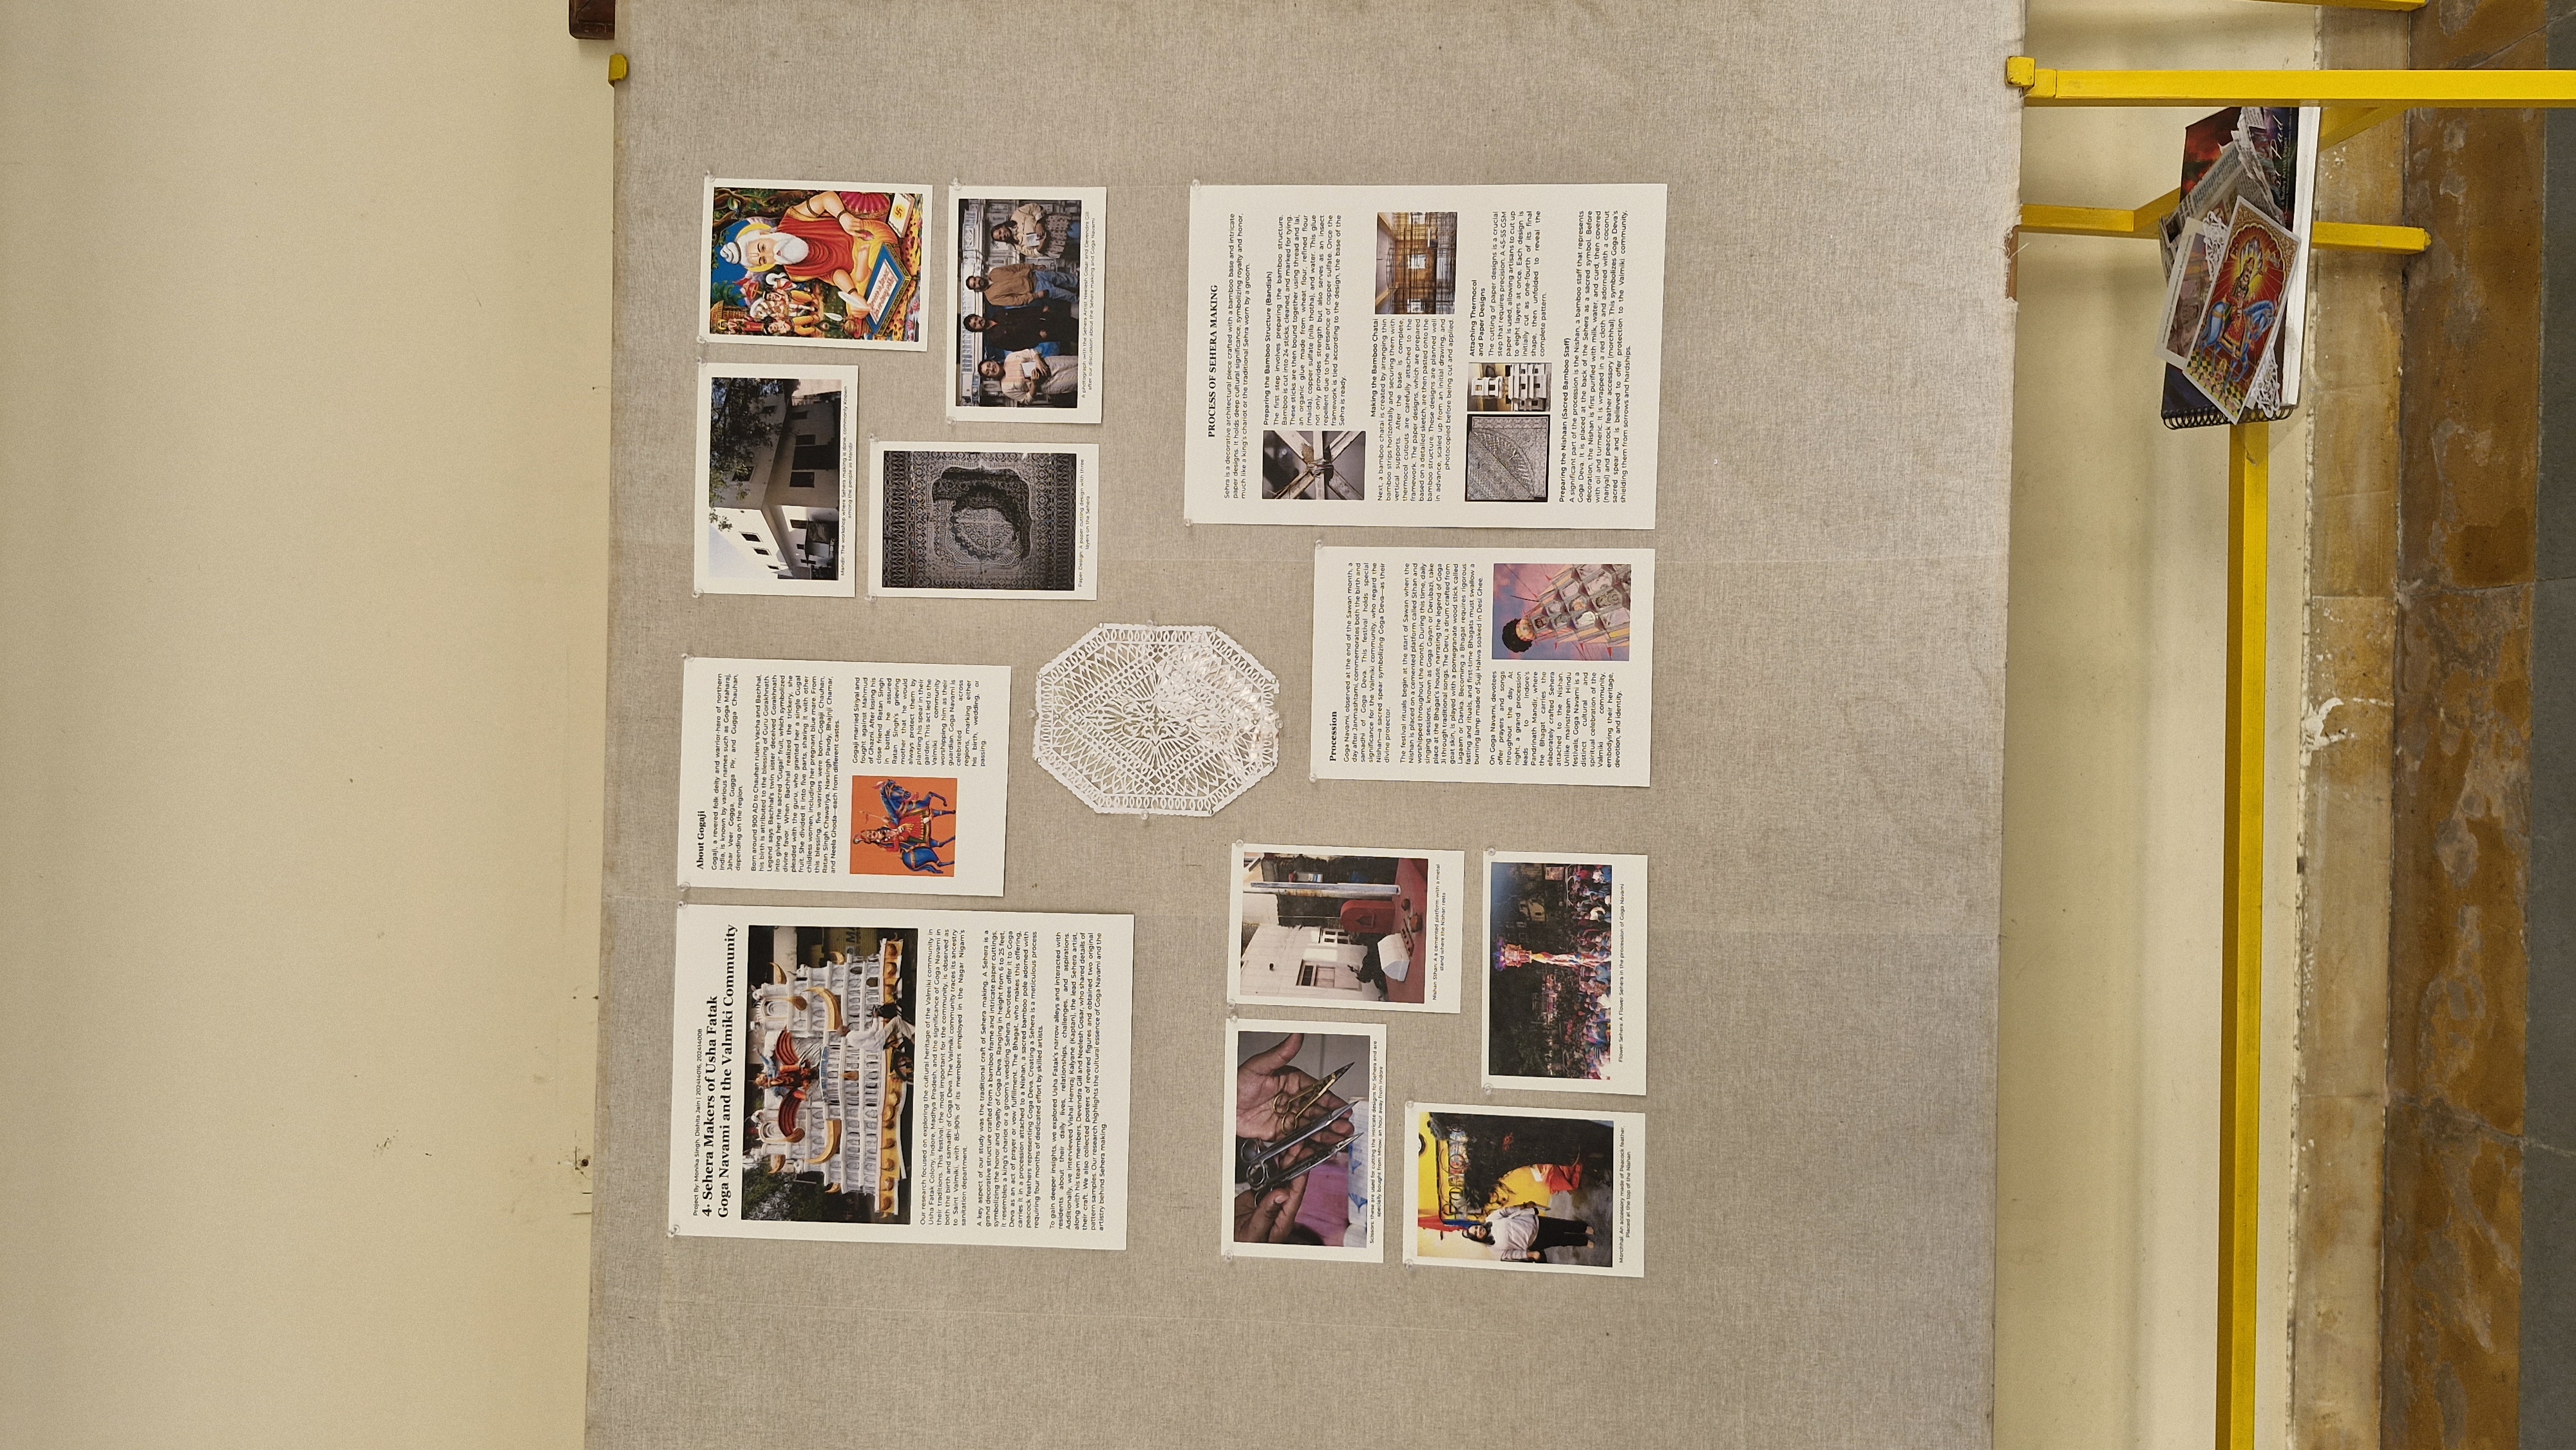 Project By: Monika Singh, Dishita Jain | 202414016, 202414008
4. Sehera Makers of Usha Fatak
Goga Navami and the Valmiki Community
Our research focused on exploring the cultural heritage of the Valmiki community in
Usha Fatak Colony, Indore, Madhya Pradesh, and the significance of Goga Navami in
their traditions. This festival, the most important for the community, is observed as
both the birth and samadhi of Goga Deva. The Valmiki community traces its ancestry
to Saint Valmiki, with 85-90% of its members employed in the Nagar Nigam's
sanitation department.
A key aspect of our study was the traditional craft of Sehera making. A Sehera is a
grand decorative structure crafted from a bamboo frame and intricate paper cuttings,
symbolizing the honor and royalty of Goga Deva. Ranging in height from 6 to 25 feet,
it resembles a king's chariot or a groom's wedding Sehera. Devotees offer it to Goga
Deva as an act of prayer or vow fulfillment. The Bhagat, who makes this offering,
carries it in a procession attached to a Nishan, a sacred bamboo pole adorned with
peacock feathers representing Goga Deva. Creating a Sehera is a meticulous process
requiring four months of dedicated effort by skilled artists.
To gain deeper insights, we explored Usha Fatak's narrow alleys and interacted with
residents about their daily lives, relationships, challenges, and aspirations.
Additionally, we interviewed Vishal Hemraj Kalyane (Kaptan), the lead Sehera artist,
along with his team members, Devendra Gill and Neelesh Gosar, who shared details of
their craft. We also collected posters of revered figures and obtained two original
pattern samples. Our research highlights the cultural essence of Goga Navami and the
artistry behind Sehera making.
About Gogaji
Gogaji, a revered folk deity and warrior-hero of northern
India, is known by various names such as Goga Maharaj,
Jahar Veer Gogga, Gugga Pir, and Gugga Chauhan,
depending on the region.
Born around 900 AD to Chauhan rulers Vacha and Bachhal,
his birth is attributed to the blessing of Guru Gorakhnath.
Legend says Bachhal's twin sister deceived Gorakhnath
into giving her the sacred "Gugal" fruit, which symbolized
divine favor. When Bachhal realized the trickery, she
pleaded with the guru, who granted her a single Gugal
fruit. She divided it into five parts, sharing it with other
childless women, including her pregnant blue mare. From
this blessing, five warriors were born—Gogaji Chauhan,
Ratan Singh Chawariya, Narsingh Pandy, Bhajnji Chamar,
and Neela Ghoda—each from different castes.
Gogaji married Siriyal and
fought against Mahmud
of Ghazni. After losing his
close friend Ratan Singh
in battle, he assured
Ratan Singh's grieving
mother that he would
always protect them by
planting his spear in their
garden. This act led to the
Valmiki community
worshipping him as their
guardian. Goga Navami is
celebrated across
regions, marking either
his birth, wedding, or
passing.
Mandir: The workshop where Sehera making is done, commonly known
among the people as Mandir
Paper Design: A paper cutting design with three
layers on the Sehera
A photograph with the Sehera Artist Neelesh Gosar and Devendra Gill
after our discussion about the Sehera making and Goga Navami
Scissors: these are used for cutting the intricate designs for Sehera and are
specially bought from Mhow, an hour away from Indore
Nishan Sthan: A a cemented platform with a metal
stand where the Nishan rests
Morchhal: An accessory made of Peacock feather,
Placed at the top of the Nishan
Flower Sehera: A Flower Sehera in the procession of Goga Navami
Procession
Goga Navami, observed at the end of the Sawan month, a
day after Janmashtami, commemorates both the birth and
samadhi of Goga Deva. This festival holds special
significance for the Valmiki community, who regard the
Nishan—a sacred spear symbolizing Goga Deva—as their
divine protector.
The festival rituals begin at the start of Sawan when the
Nishan is placed on a cemented platform called Sthan and
worshipped throughout the month. During this time, daily
singing sessions, known as Goga Gayan or Derubazi, take
place at the Bhagat's house, narrating the legend of Goga
Ji through traditional songs. The Deru, a drum crafted from
goat skin, is played with a pomegranate wood stick called
Lagaam or Danka. Becoming a Bhagat requires rigorous
fasting and rituals, and first-time Bhagats must swallow a
burning lamp made of Suji Halwa soaked in Desi Ghee.
On Goga Navami, devotees
offer prayers and songs
throughout the day. At
night, a grand procession
leads to Indore's
Pandrinath Mandir, where
the Bhagat carries the
elaborately crafted Sehera
attached to the Nishan.
Unlike mainstream Hindu
festivals, Goga Navami is a
distinct cultural and
spiritual celebration of the
Valmiki community,
embodying their heritage,
devotion, and identity.
PROCESS OF SEHERA MAKING
Sehra is a decorative architectural piece crafted with a bamboo base and intricate
paper designs. It holds deep cultural significance, symbolizing royalty and honor,
much like a king's chariot or the traditional Sehra worn by a groom.
Preparing the Bamboo Structure (Bandish)
The first step involves preparing the bamboo structure.
Bamboo is cut into 24 sticks, cleaned, and marked for tying.
These sticks are then bound together using thread and lai,
an organic glue made from wheat flour, refined flour
(maida), copper sulfate (nila thotha), and water. This glue
not only provides strength but also serves as an insect
repellent due to the presence of copper sulfate. Once the
framework is tied according to the design, the base of the
Sehra is ready.
Making the Bamboo Chatai
Next, a bamboo chatai is created by arranging thin
bamboo strips horizontally and securing them with
vertical supports. After the base is complete,
thermocol cutouts are carefully attached to the
framework. The paper designs, which are prepared
based on a detailed sketch, are then pasted onto the
bamboo structure. These designs are planned well
in advance, scaled up from an initial drawing, and
photocopied before being cut and applied.
Attaching Thermocol
and Paper Designs
The cutting of paper designs is a crucial
step that requires precision. A 45-55 GSM
paper is used, allowing artisans to cut up
to eight layers at once. Each design is
initially cut as one-fourth of its final
shape, then unfolded to reveal the
complete pattern.
Preparing the Nishaan (Sacred Bamboo Staff)
A significant part of the procession is the Nishan, a bamboo staff that represents
Goga Deva. It is placed at the back of the Sehera as a sacred symbol. Before
decoration, the Nishan is first purified with milk, water, and curd, then covered
with oil and turmeric. It is wrapped in a red cloth and adorned with a coconut
(nariyal) and peacock feather accessory (morchhal). This symbolizes Goga Deva's
sacred spear and is believed to offer protection to the Valmiki community,
shielding them from sorrows and hardships.
Pad